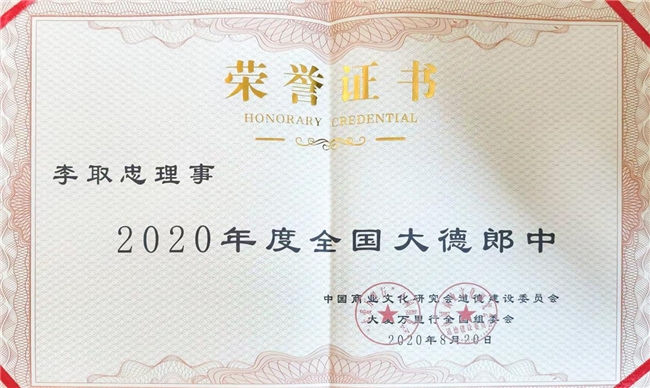 荣誉证书
HONORARY CREDENTIAL
李取忠理事
2020年度全国大德郎中
中国商业文化研究会道德建设委员会
大爱万里行全国组委会
2020年8月20日